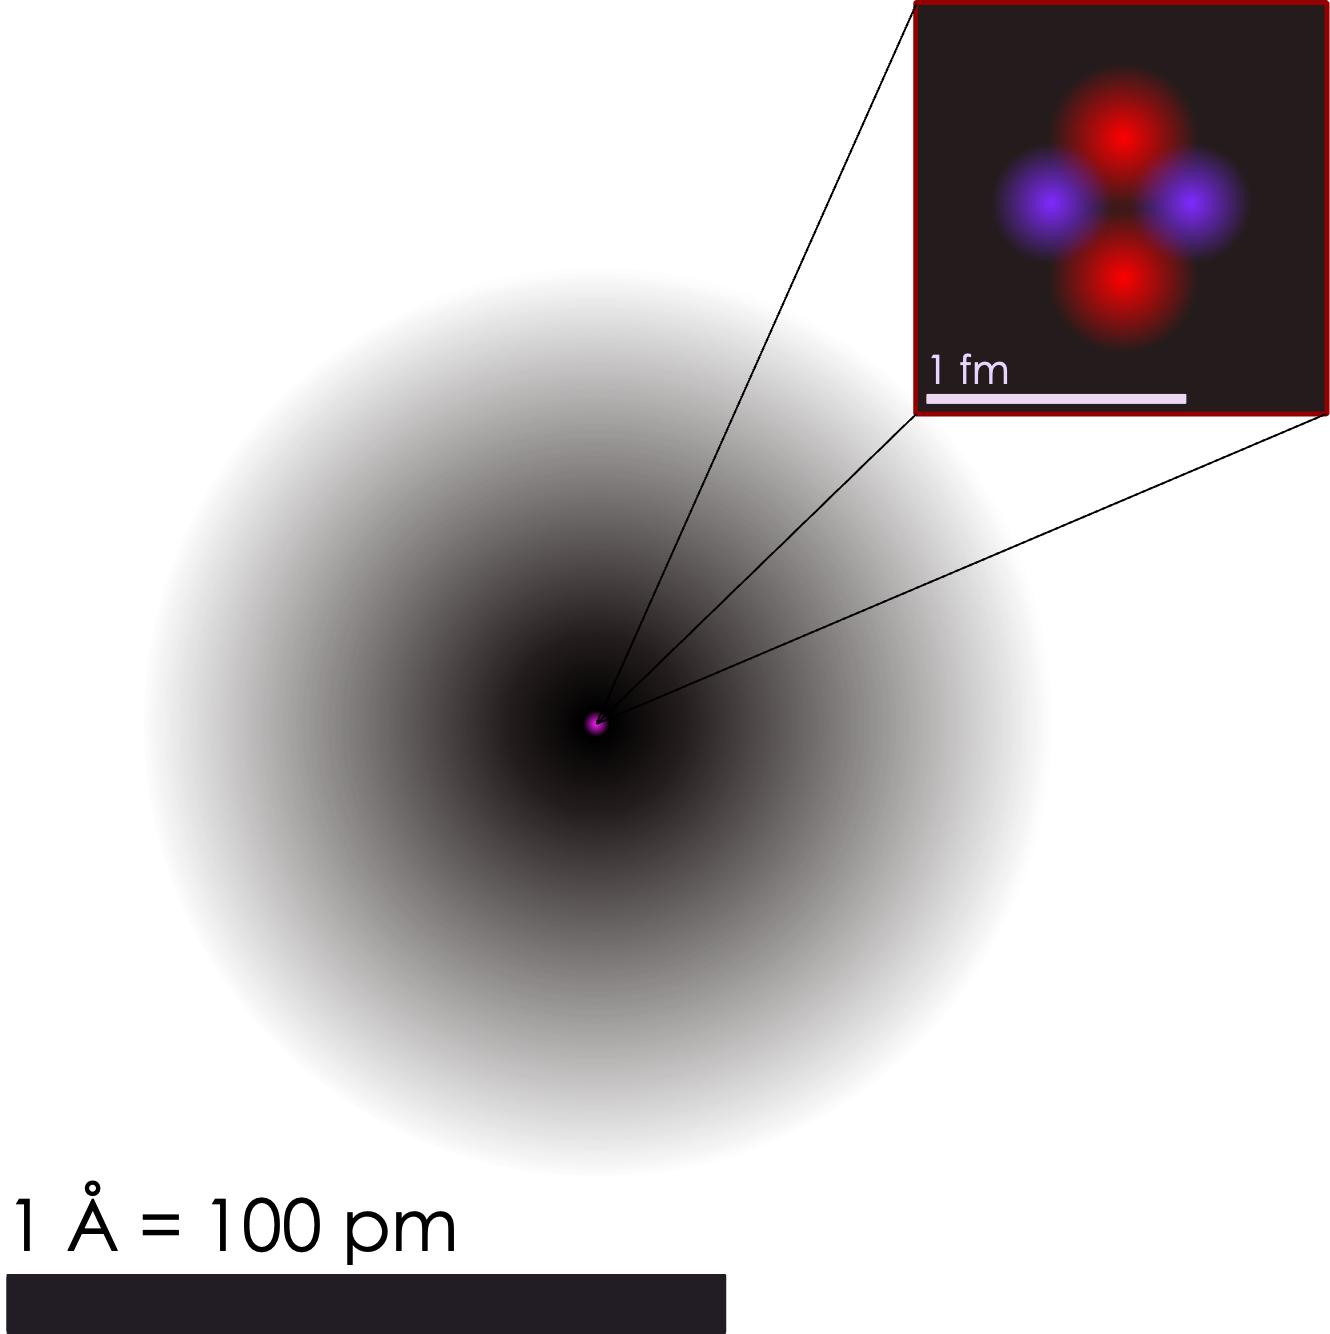 1 fm
1 Å = 100 pm